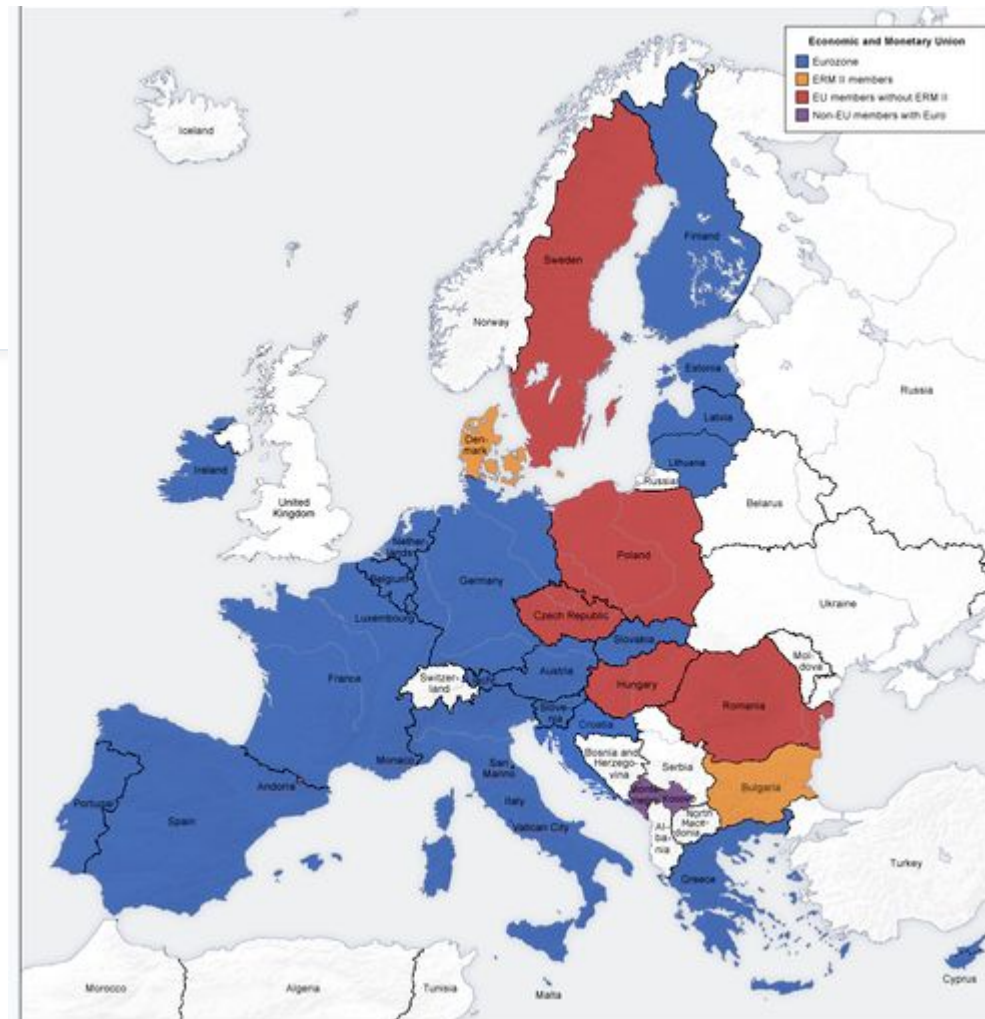 Economic and Monetary Union
Eurozone
ERM II members
EU members without ERM II
Non-EU members with Euro
Iceland
Finland
Sweden
Norway
Russia
Estonia
Latvia
Lithuania
Russia
Den-
mark
Ireland
United
Kingdom
Belarus
Nether-
lands
Belgium
Luxembourg
Germany
Poland
Czech Republic
Ukraine
Slovakia
Mol-
dova
Austria
Switzer-
land
France
Hungary
Romania
Slove-
nia
Croatia
Bosnia and
Herzego-
vina
Serbia
Monaco
San
Marino
Andorra
Italy
Monte-
negro
Kosovo
Bulgaria
North
Mace-
donia
Al-
ba-
nia
Portugal
Spain
Vatican City
Greece
Turkey
Cyprus
Malta
Morocco
Algeria
Tunisia